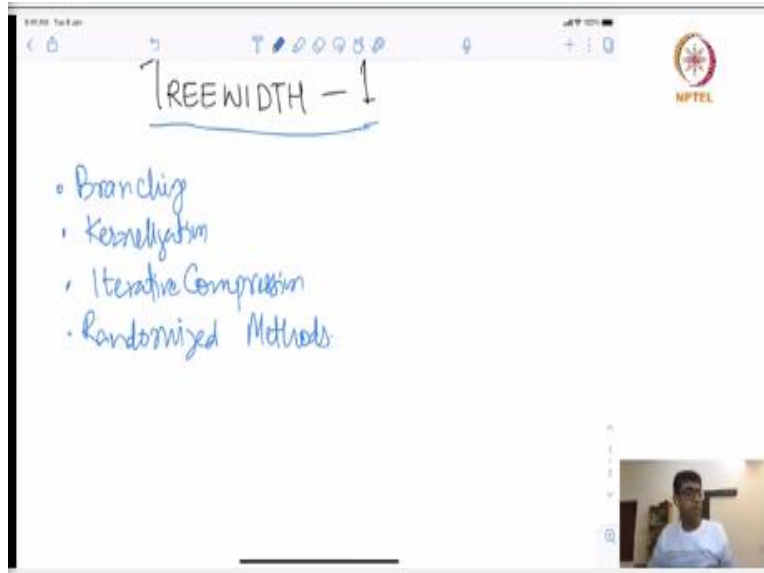 TREEWIDTH - 1
NPTEL
• Branching
• Kernelization
• Iterative Compression
• Randomized Methods.